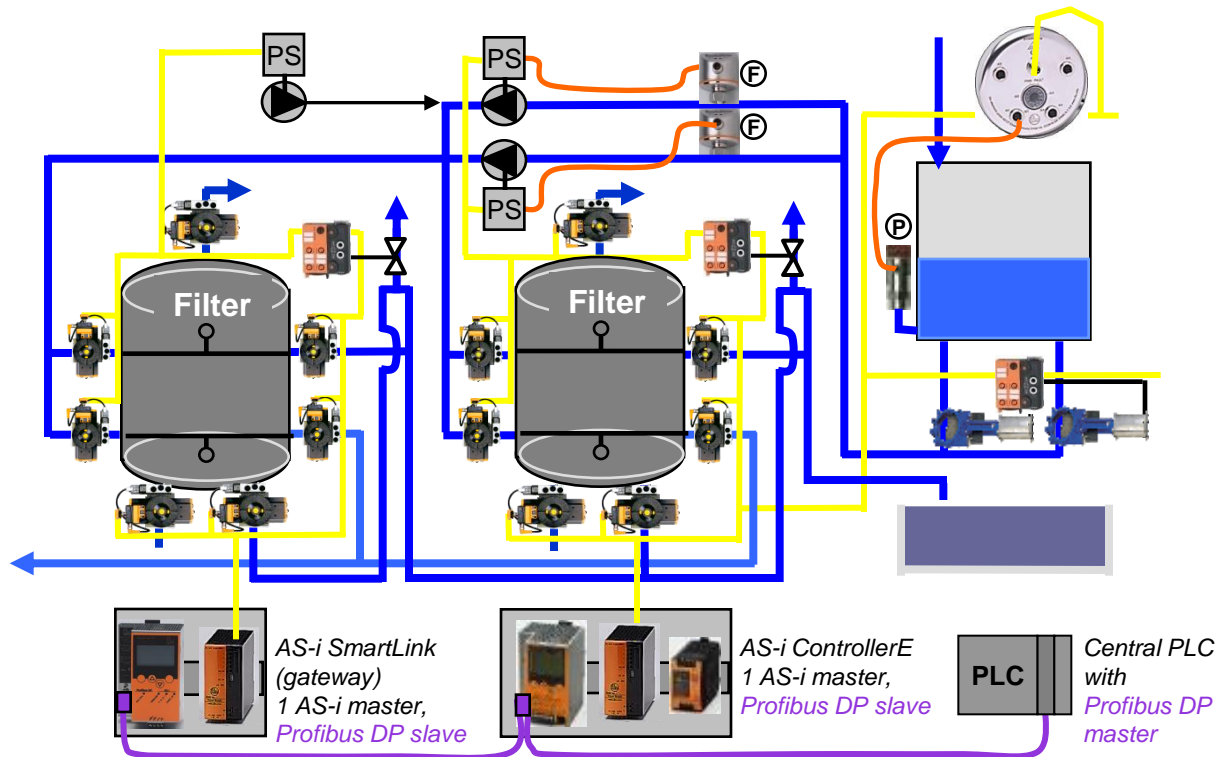 PS
PS
F
F
PS
P
Filter
Filter
AS-i SmartLink
(gateway)
1 AS-i master,
Profibus DP slave
AS-i ControllerE
1 AS-i master,
Profibus DP slave
PLC
Central PLC
with
Profibus DP
master